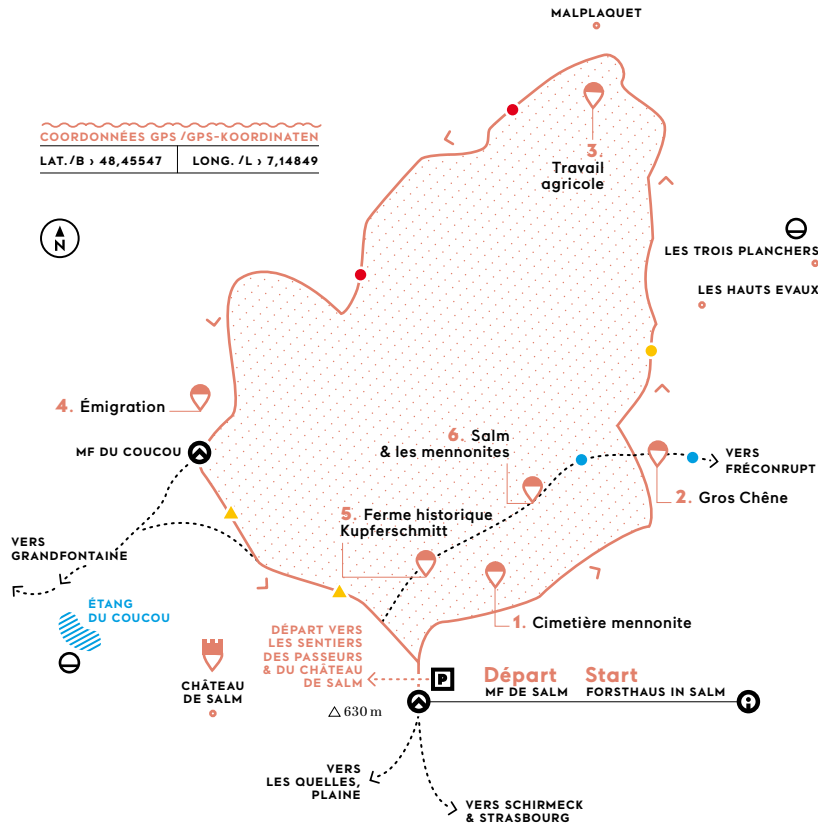 MALPLAQUET
COORDONNÉES GPS /GPS-KOORDINATEN
LAT./B › 48,45547
LONG. /L › 7,14849
3.
Travail
agricole
N
LES TROIS PLANCHERS
LES HAUTS EVAUX
4. Émigration
MF DU COUCOU
6. Salm
& les mennonites
VERS
FRÉCONRUPT
2. Gros Chêne
5. Ferme historique
Kupferschmitt
VERS
GRANDFONTAINE
ÉTANG
DU COUCOU
1. Cimetière mennonite
DÉPART VERS
LES SENTIERS
DES PASSEURS
& DU CHÂTEAU
DE SALM
CHÂTEAU
DE SALM
P
Départ
MF DE SALM
Start
FORSTHAUS IN SALM
i
630 m
VERS
LES QUELLES,
PLAINE
VERS SCHIRMECK
& STRASBOURG